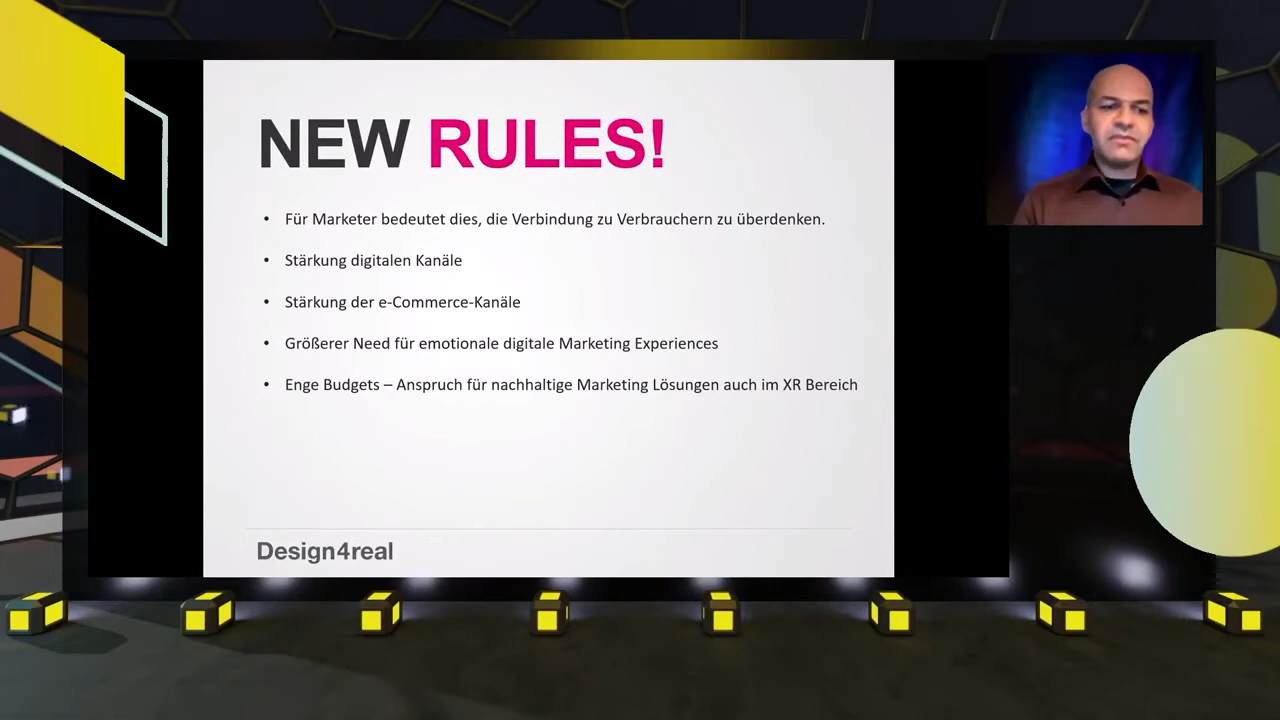 NEW RULES!
• Für Marketer bedeutet dies, die Verbindung zu Verbrauchern zu überdenken.
• Stärkung digitalen Kanäle
• Stärkung der e-Commerce-Kanäle
• Größerer Need für emotionale digitale Marketing Experiences
• Enge Budgets – Anspruch für nachhaltige Marketing Lösungen auch im XR Bereich
Design4real